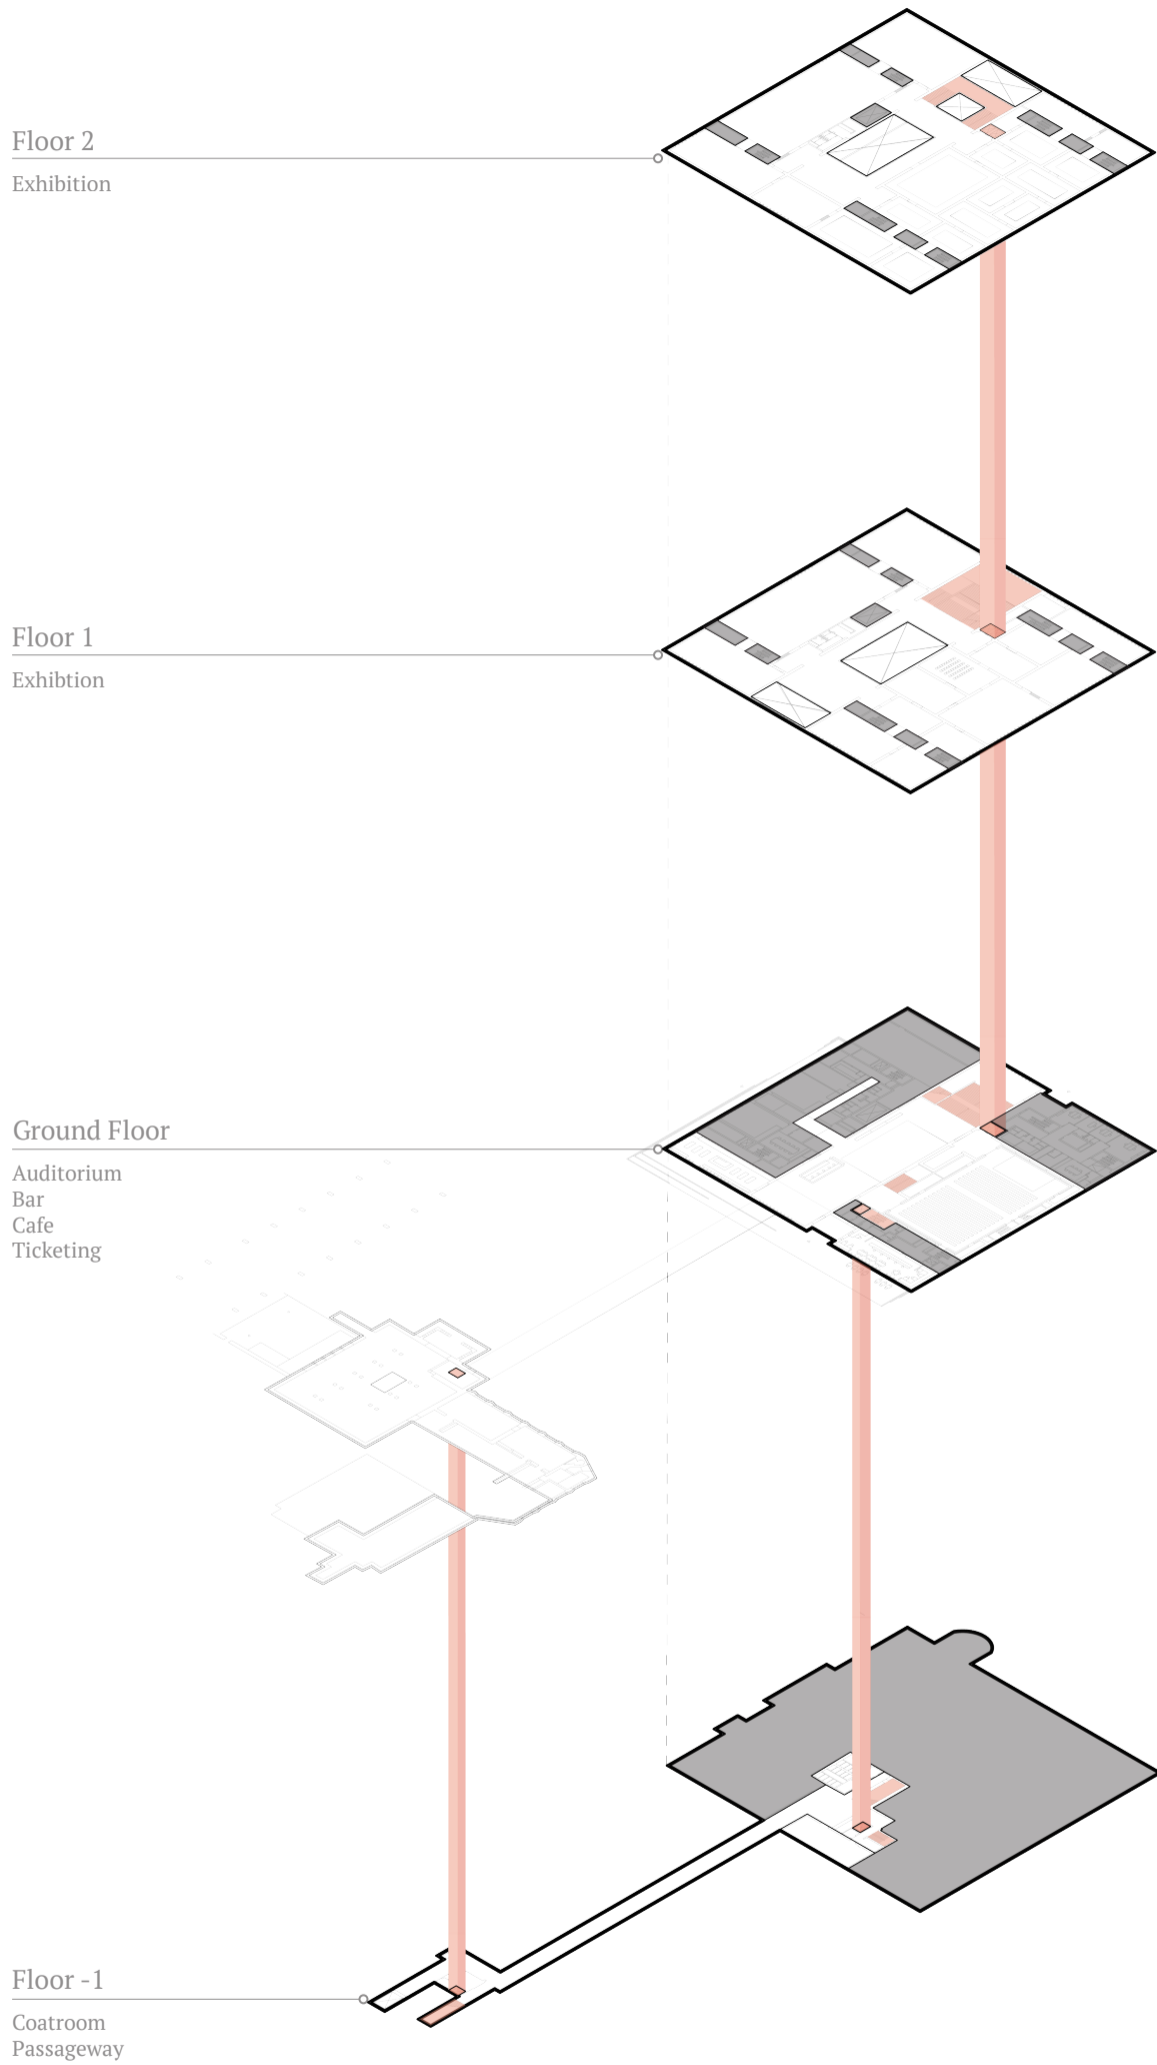 Floor 2
Exhibition
Floor 1
Exhibtion
Ground Floor
Auditorium
Bar
Cafe
Ticketing
Floor -1
Coatroom
Passageway